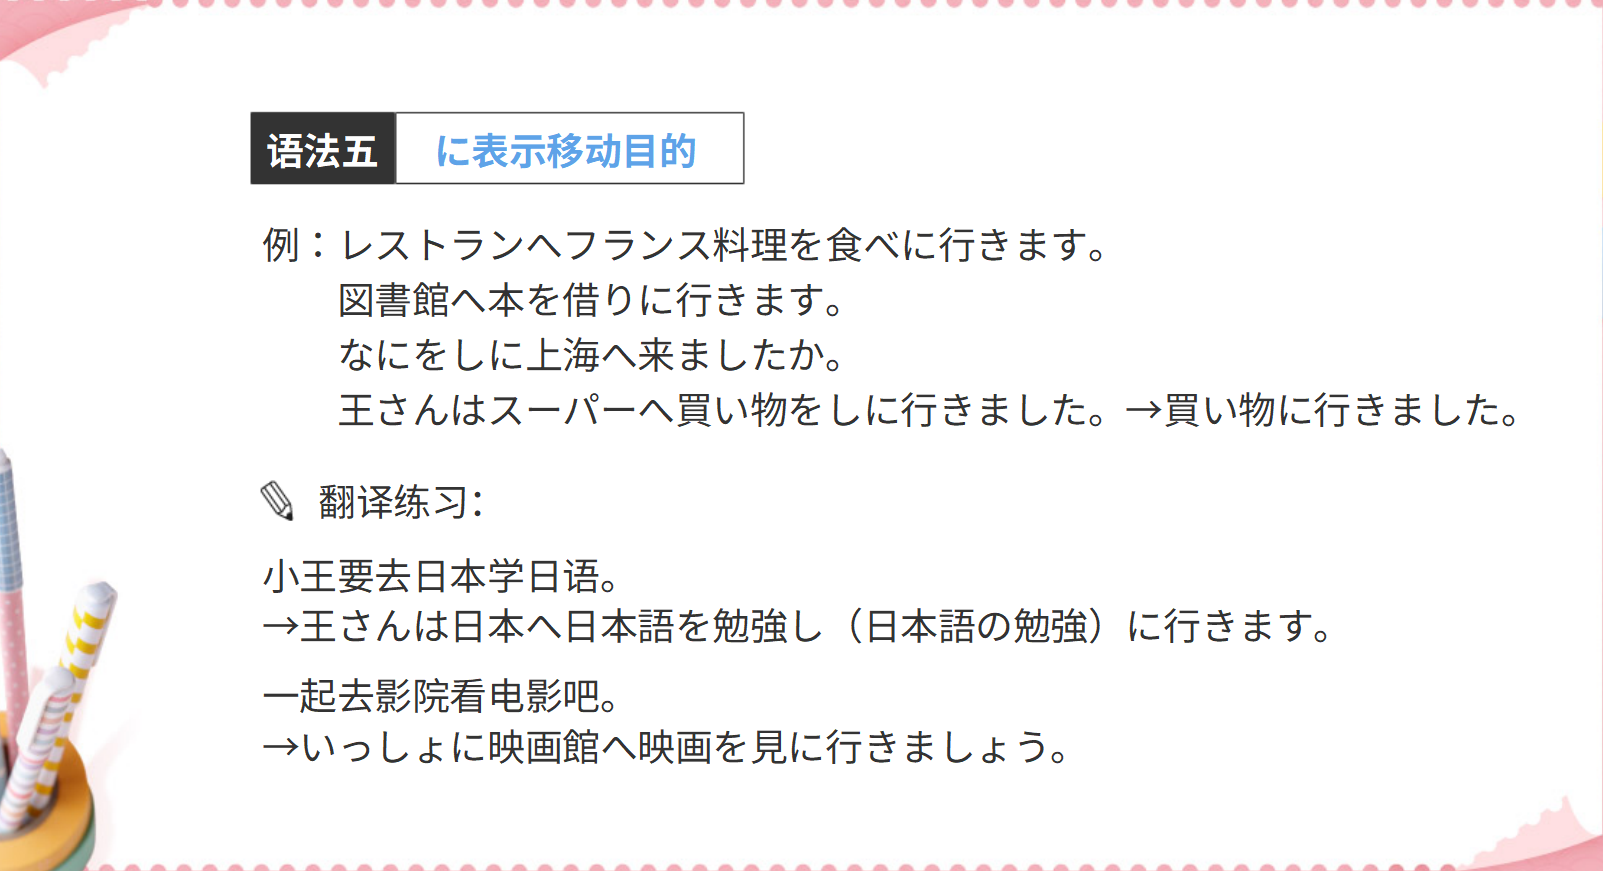 语法五 に表示移动目的
例：レストランへフランス料理を食べに行きます。
図書館へ本を借りに行きます。
なにをしに上海へ来ましたか。
王さんはスーパーへ買い物をしに行きました。→買い物に行きました。
翻译练习：
小王要去日本学日语。
→王さんは日本へ日本語を勉強し（日本語の勉強）に行きます。
一起去影院看电影吧。
→いっしょに映画館へ映画を見に行きましょう。